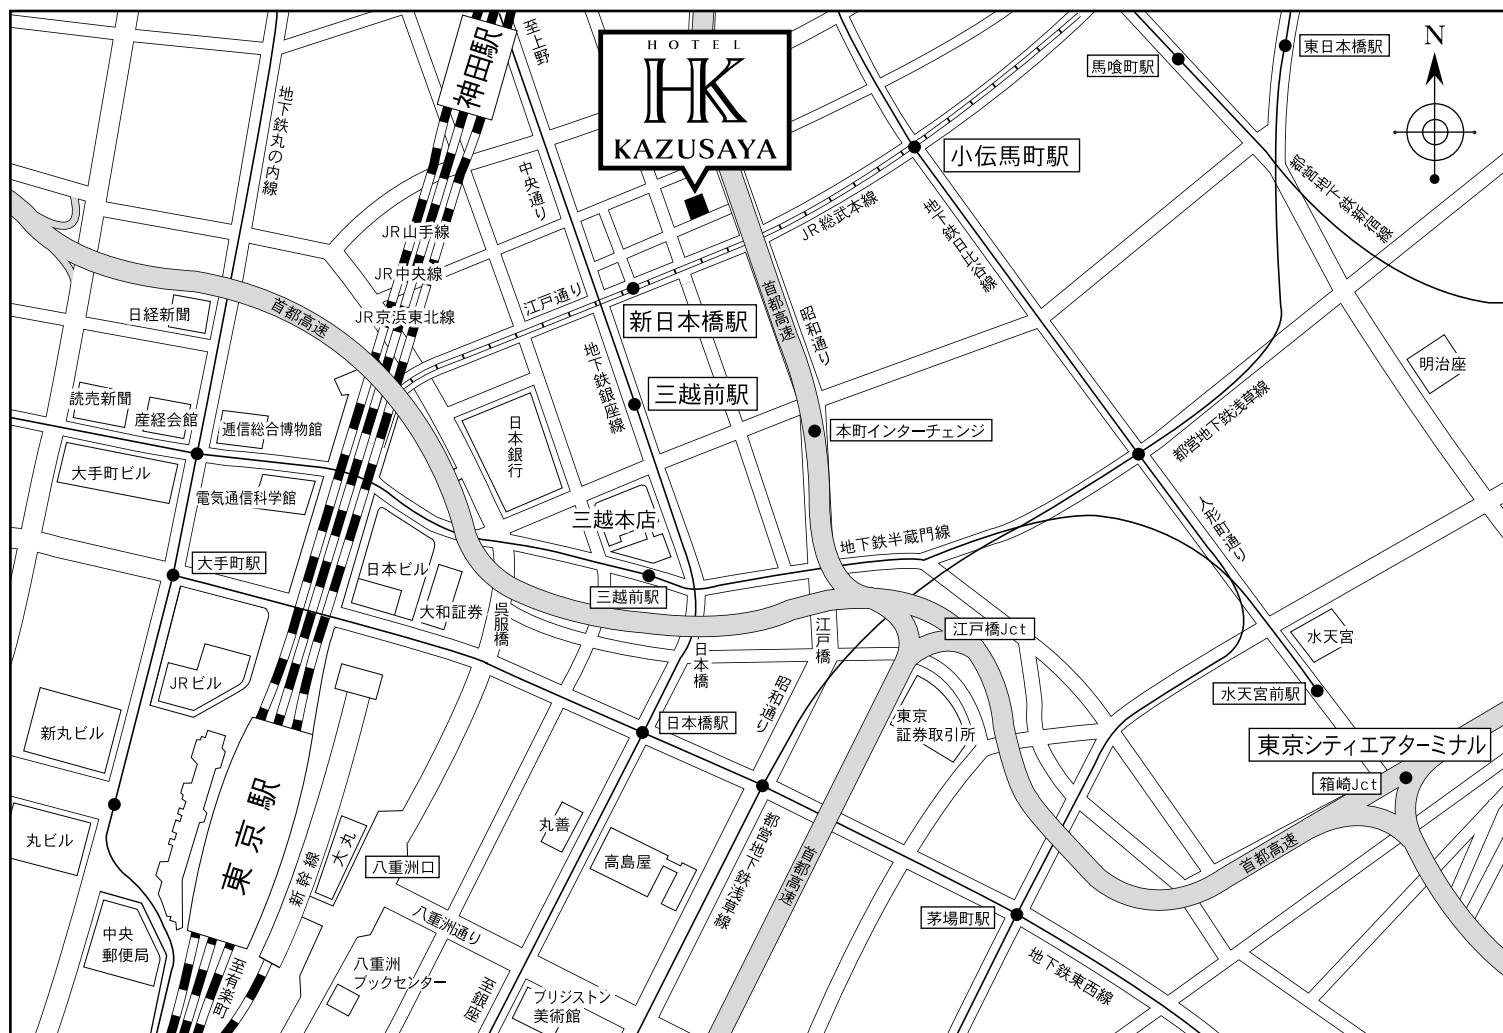 神田駅
至上野
HOTEL
HK
KAZUSAYA
馬喰町駅
東日本橋駅
N
地下鉄丸の内線
中央通り
小伝馬町駅
都営地下鉄新宿線
JR山手線
JR総武本線
地下鉄日比谷線
JR中央線
江戸通り
首都高速
昭和通り
日経新聞
首都高速
JR京浜東北線
新日本橋駅
地下鉄銀座線
明治座
読売新聞
産経会館
逓信総合博物館
三越前駅
都営地下鉄浅草線
日本銀行
本町インターチェンジ
大手町ビル
電気通信科学館
三越本店
人形町通り
地下鉄半蔵門線
大手町駅
日本ビル
大和証券
呉服橋
三越前駅
江戸橋
江戸橋Jct
水天宮
日本橋
JRビル
昭和通り
水天宮前駅
新丸ビル
日本橋駅
東京
証券取引所
東京シティエアターミナル
箱崎Jct
東京駅
丸ビル
新幹線
大丸
八重洲口
丸善
高島屋
都営地下鉄浅草線
首都高速
首都高速
中央
郵便局
八重洲通り
茅場町駅
至有楽町
八重洲
ブックセンター
至銀座
ブリジストン
美術館
地下鉄東西線